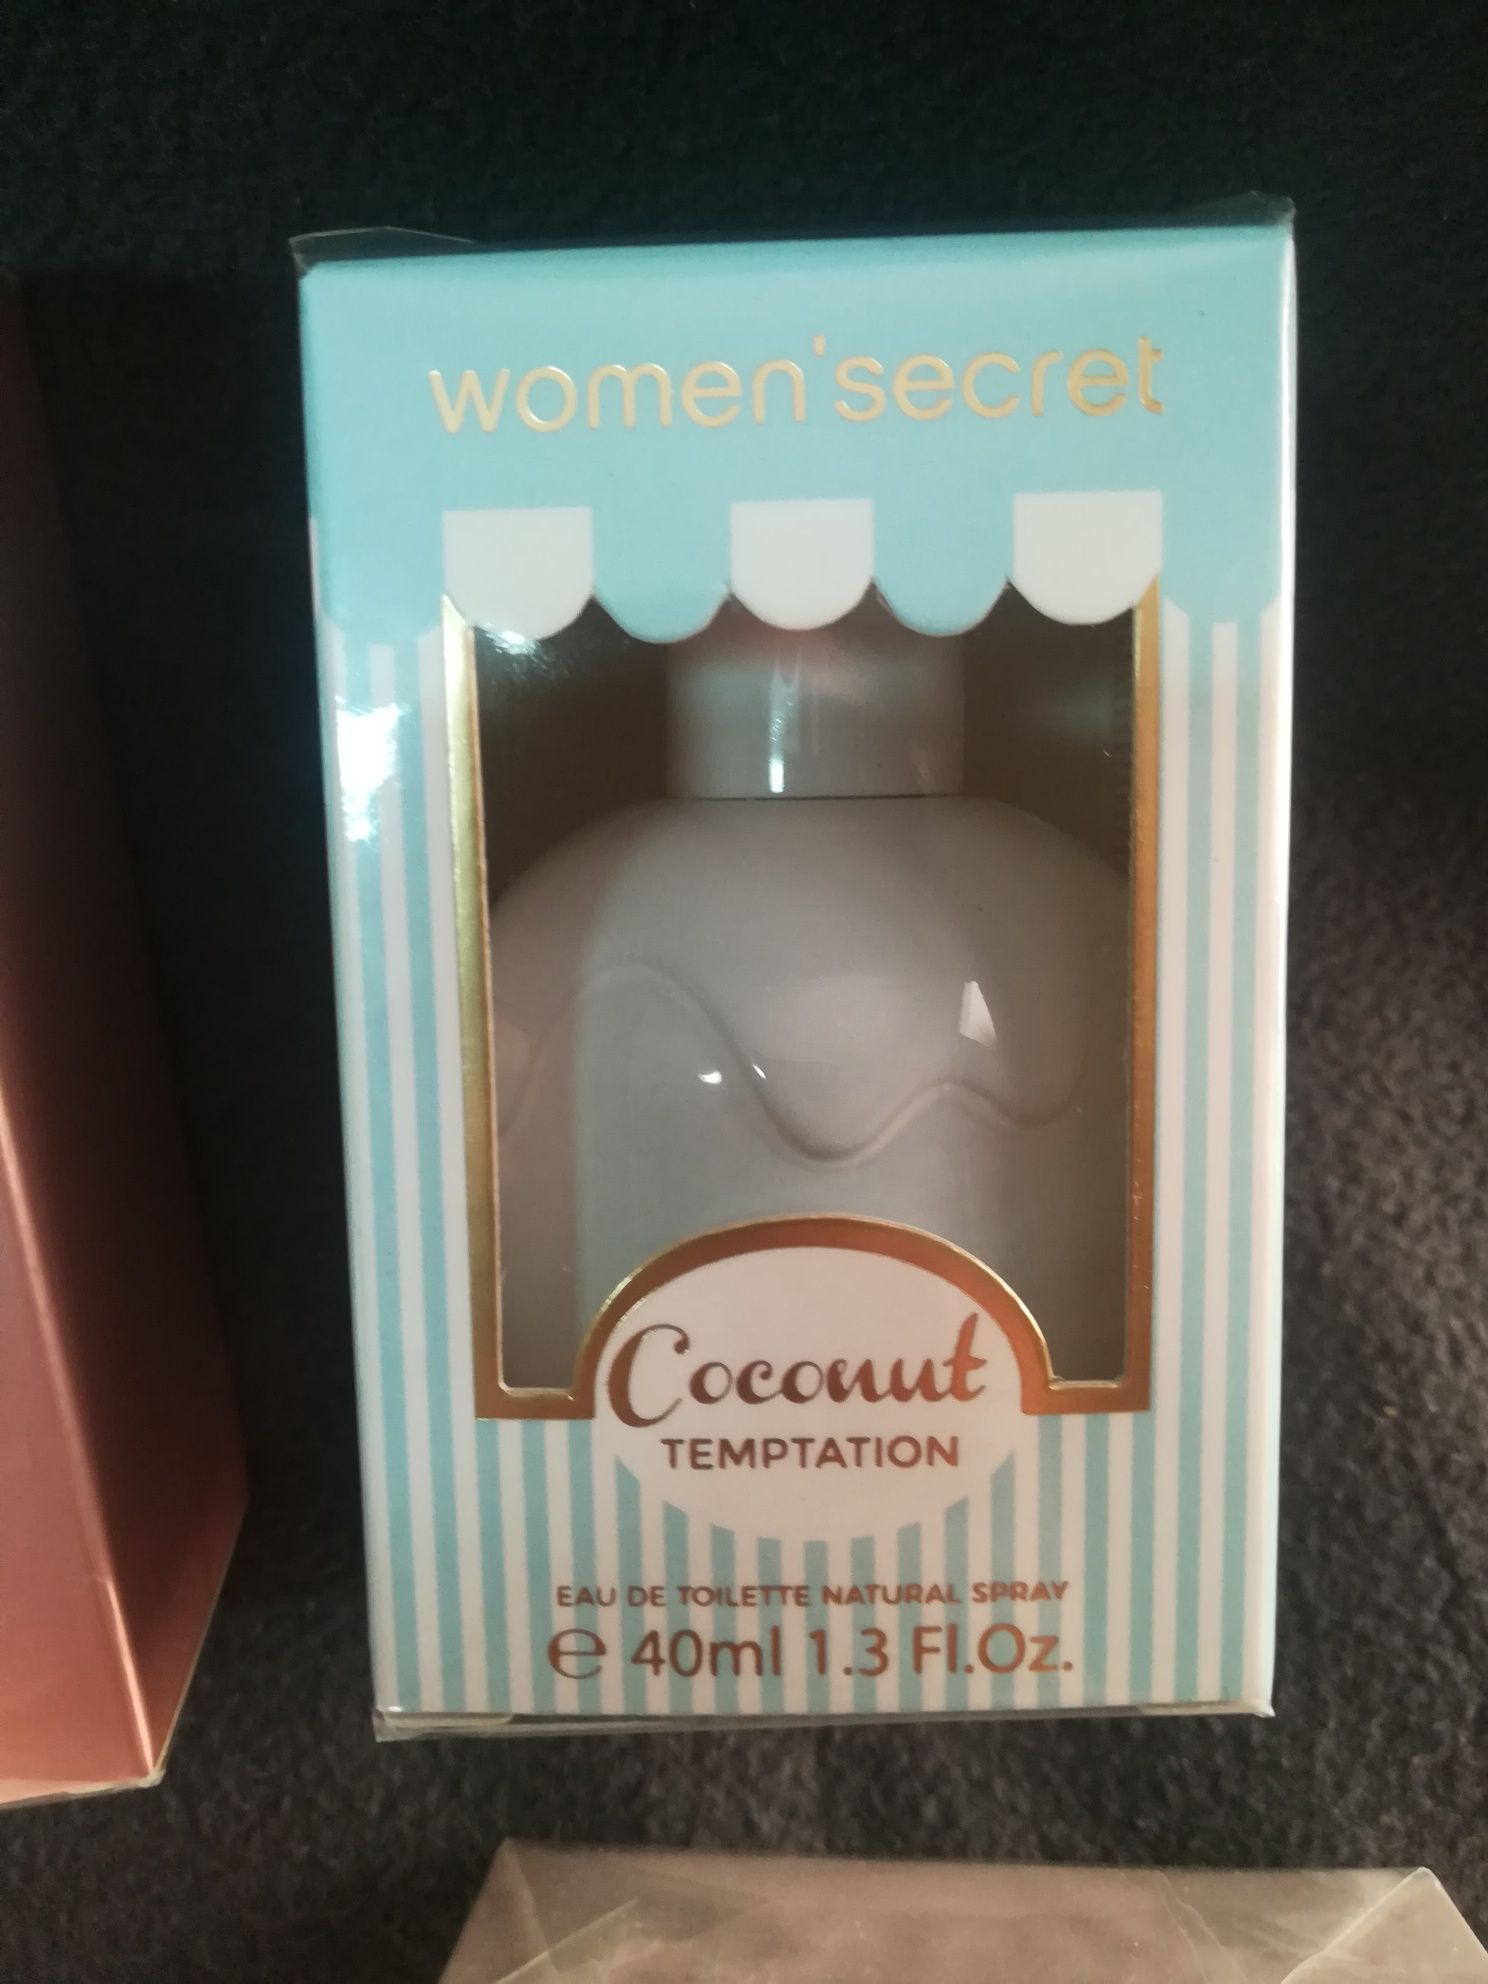 women'secret
Coconut
TEMPTATION
EAU DE TOILETTE NATURAL SPRAY
℮ 40ml 1.3 Fl.Oz.